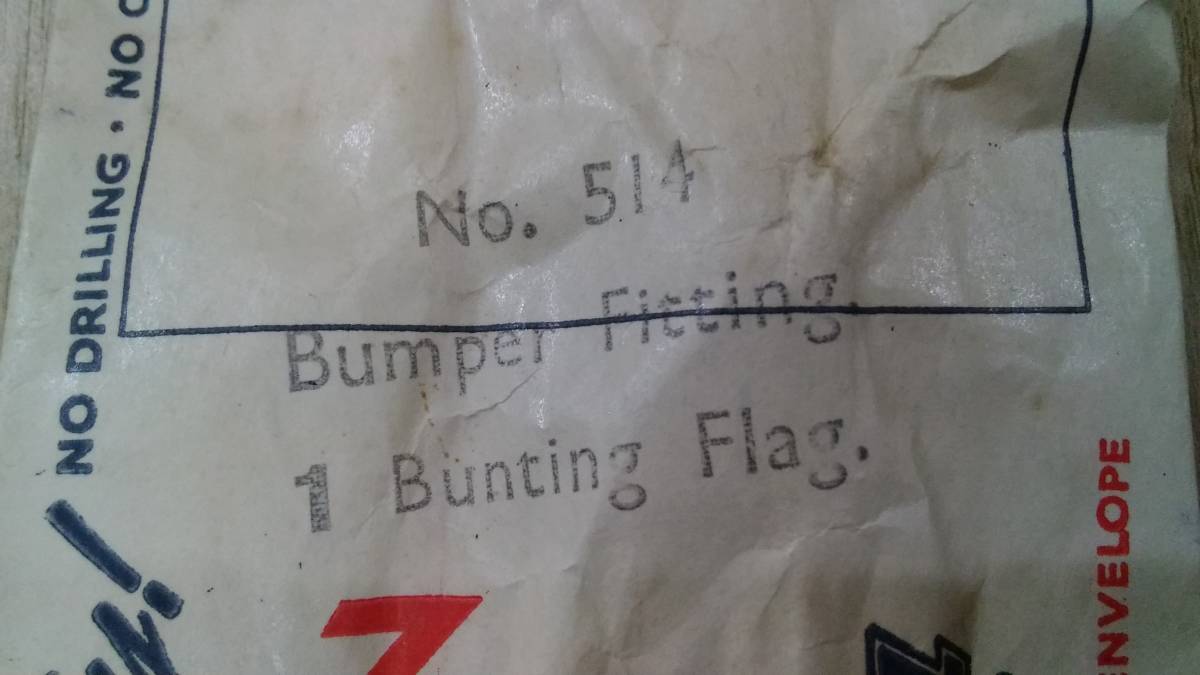 NO DRILLING · NO
No. 514
Bumper Fitting.
1 Bunting Flag.
ENVELOPE